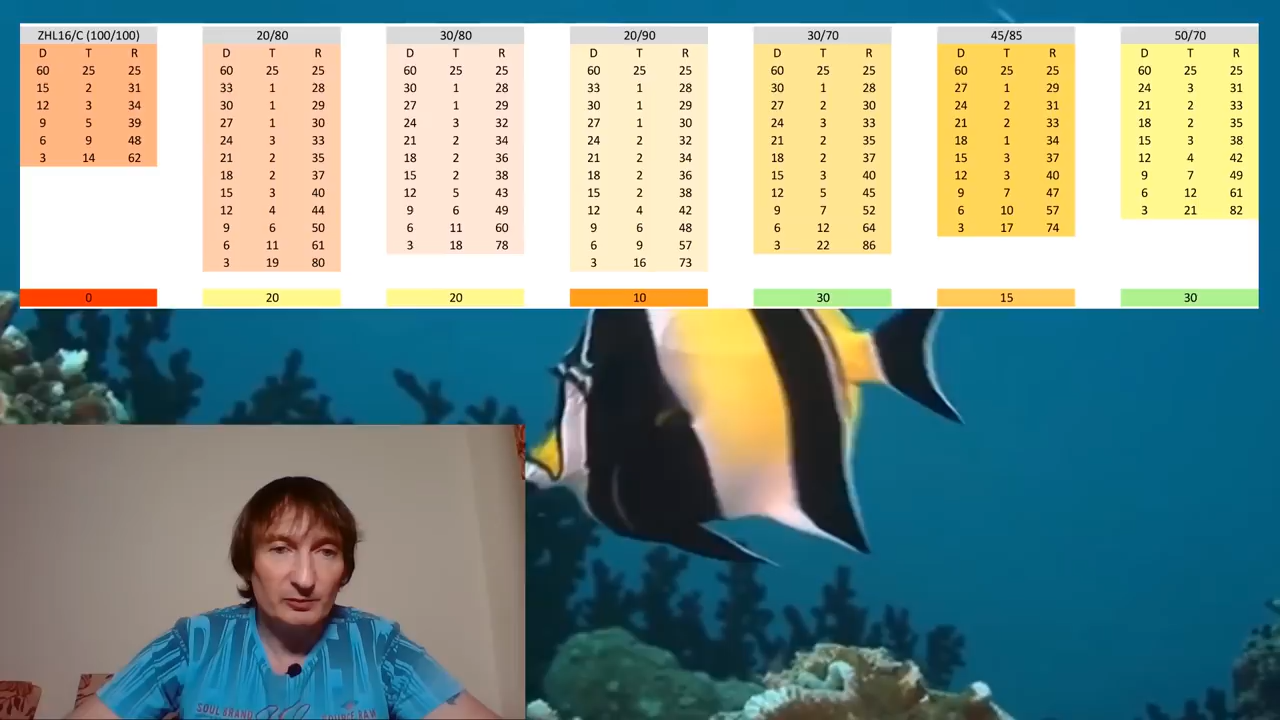 ZHL16/C (100/100) 20/80 30/80 20/90 30/70 45/85 50/70
D T R D T R D T R D T R D T R D T R D T R
60 25 25 60 25 25 60 25 25 60 25 25 60 25 25 60 25 25 60 25 25
15 2 31 33 1 28 30 1 28 33 1 28 30 1 28 27 1 29 24 3 31
12 3 34 30 1 29 27 1 29 30 1 29 27 2 30 24 2 31 21 2 33
9 5 39 27 1 30 24 3 32 27 1 30 24 3 33 21 2 33 18 2 35
6 9 48 24 3 33 21 2 34 24 2 32 21 2 35 18 1 34 15 3 38
3 14 62 21 2 35 18 2 36 21 2 34 18 2 37 15 3 37 12 4 42
18 2 37 15 2 38 18 2 36 15 3 40 12 3 40 9 7 49
15 3 40 12 5 43 15 2 38 12 5 45 9 7 47 6 12 61
12 4 44 9 6 49 12 4 42 9 7 52 6 10 57 3 21 82
9 6 50 6 11 60 9 6 48 6 12 64 3 17 74
6 11 61 3 18 78 6 9 57 3 22 86
3 19 80 3 16 73
0 20 20 10 30 15 30
SOUL BRAND